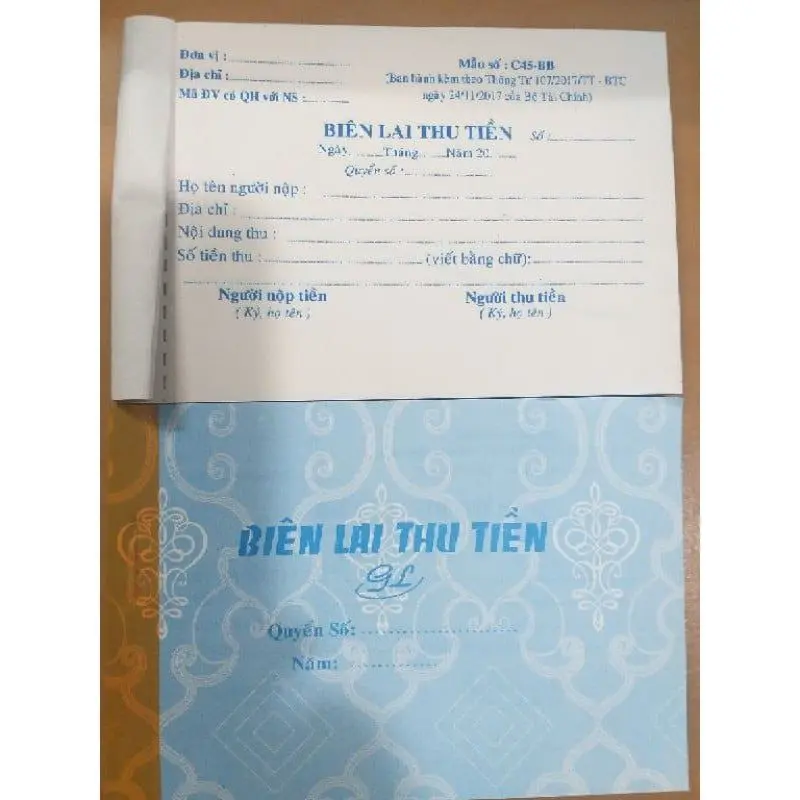 Đơn vị :
Mẫu số : C45-BB
Địa chỉ :
(Ban hành kèm theo Thông Tư 107/2017/TT - BTC
Mã ĐV có QH với NS :
ngày 24/11/2017 của Bộ Tài Chính)
BIÊN LAI THU TIỀN Số :
Ngày Tháng Năm 20
Quyển số :
Họ tên người nộp :
Địa chỉ :
Nội dung thu :
Số tiền thu : (viết bằng chữ):
Người nộp tiền Người thu tiền
( Ký, họ tên ) ( Ký, họ tên )
BIÊN LAI THU TIỀN
GL
Quyển Số:
Năm: